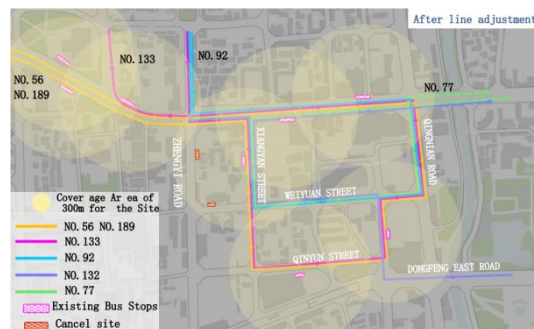 After line adjustment
NO.133
NO.92
NO.56
NO.189
NO.77
ZHENGYI ROAD
XIANGYAN STREET
QINGNIAN ROAD
WEIYUAN STREET
QINYUN STREET
DONGFENG EAST ROAD
Cover age Ar ea of
300m for the Site
NO.56 NO.189
NO.133
NO.92
NO.132
NO.77
Existing Bus Stops
Cancel site